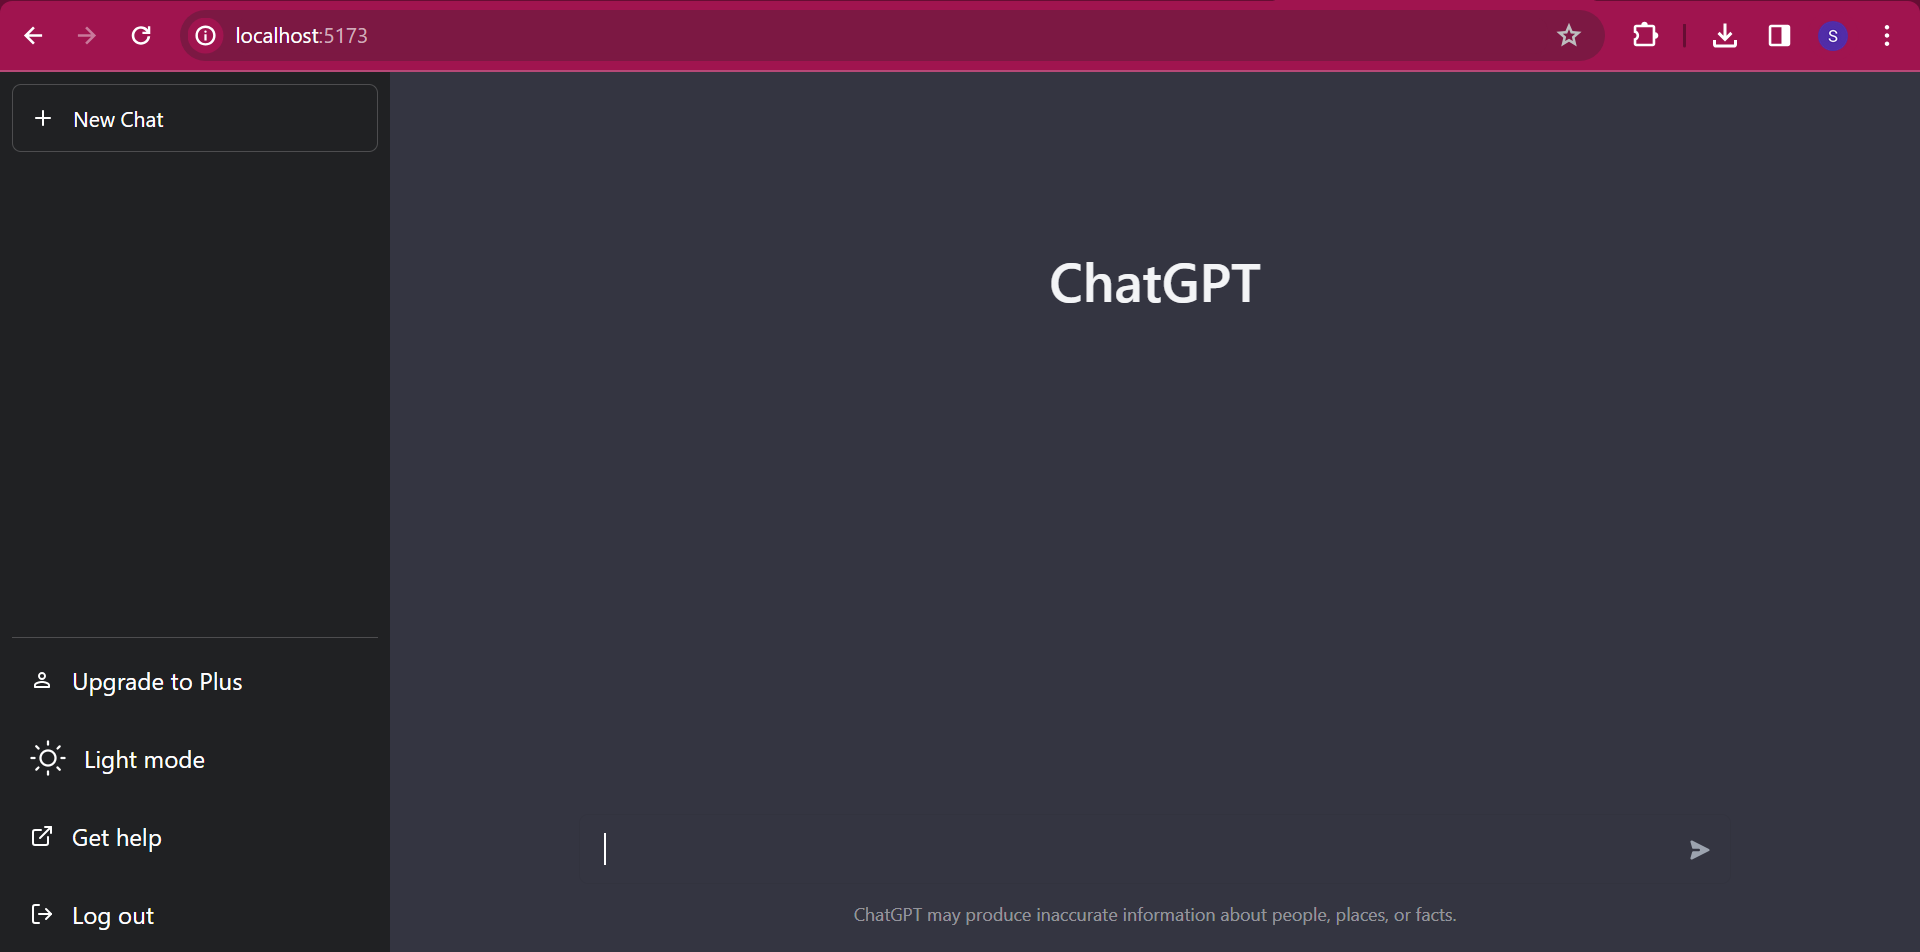 localhost:5173
S
New Chat
ChatGPT
Upgrade to Plus
Light mode
Get help
Log out
ChatGPT may produce inaccurate information about people, places, or facts.